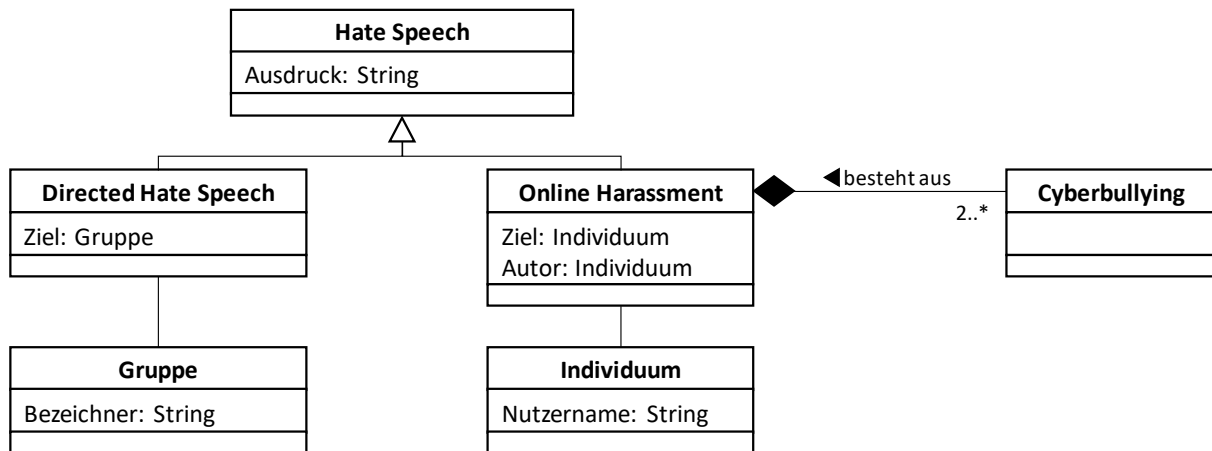 Hate Speech
Ausdruck: String
Directed Hate Speech
Ziel: Gruppe
Online Harassment
Ziel: Individuum
Autor: Individuum
◀ besteht aus
2..*
Cyberbullying
Gruppe
Bezeichner: String
Individuum
Nutzername: String